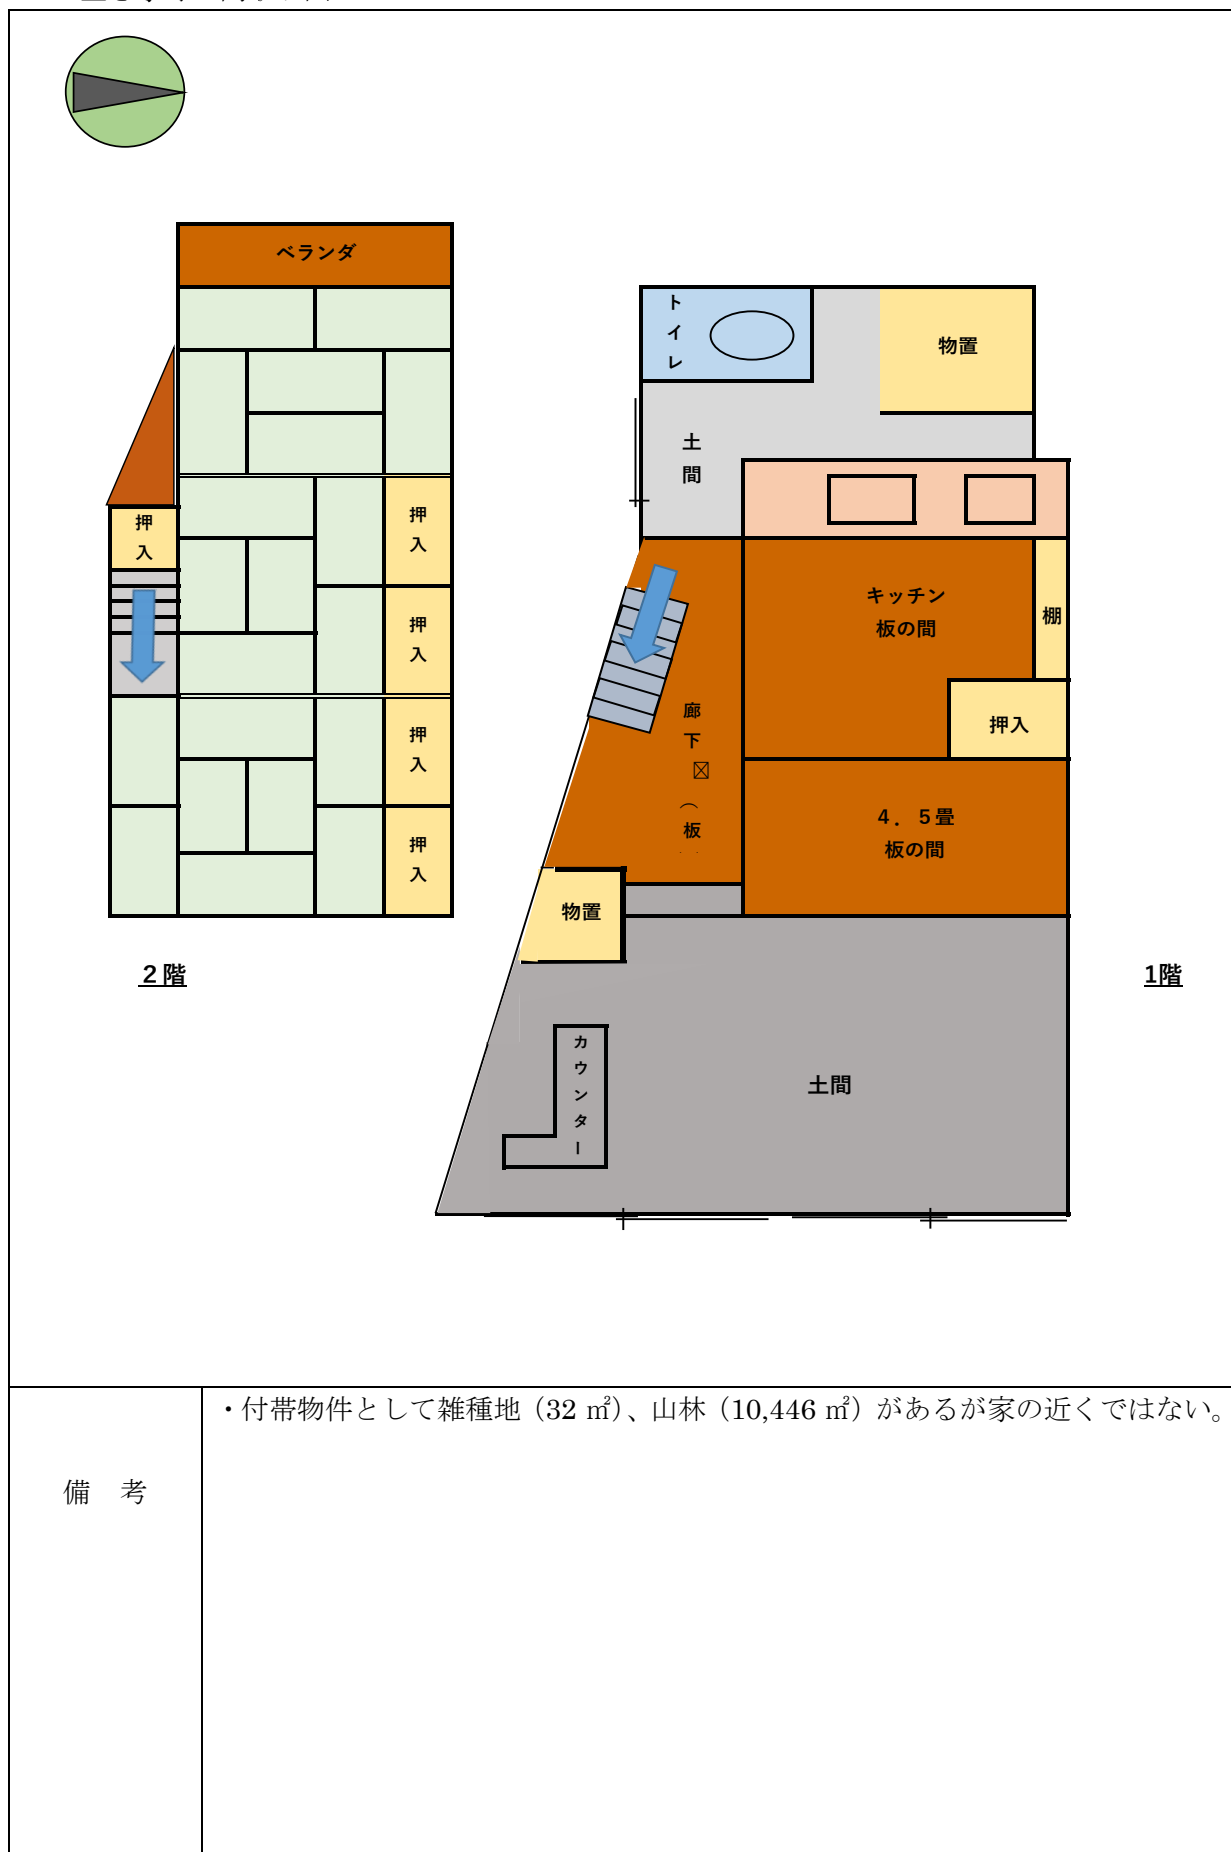 ベランダ
押入
押入
押入
押入
押入
2階
トイレ
物置
土間
キッチン
板の間
棚
押入
廊下
（板
4．5畳
板の間
物置
カウンター
土間
1階
備　考
・付帯物件として雑種地（32 ㎡）、山林（10,446 ㎡）があるが家の近くではない。